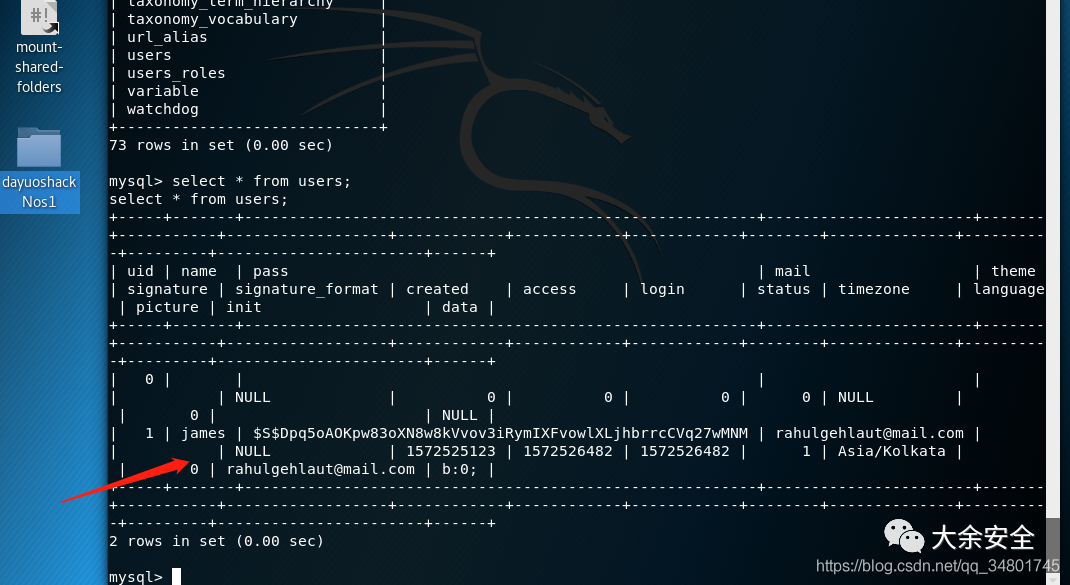 mount-
shared-
folders
dayuoshack
Nos1
| taxonomy_term_hierarchy     |
| taxonomy_vocabulary         |
| url_alias                   |
| users                       |
| users_roles                 |
| variable                    |
| watchdog                    |
+-----------------------------+
73 rows in set (0.00 sec)
mysql> select * from users;
select * from users;
| uid | name  | pass                                                    | mail                  | theme
| signature | signature_format | created    | access     | login      | status | timezone     | language
| picture | init                  | data |
|   0 |       |                                                         |                       |
|           | NULL             |          0 |          0 |          0 |      0 | NULL         |
|       0 |                       | NULL |
|   1 | james | $S$Dpq5oAOKpw83oXN8w8kVvov3iRymIXFvowlXLjhbrrcCVq27wMNM | rahulgehlaut@mail.com |
|           | NULL             | 1572525123 | 1572526482 | 1572526482 |      1 | Asia/Kolkata |
|       0 | rahulgehlaut@mail.com | b:0; |
2 rows in set (0.00 sec)
mysql>
大余安全
https://blog.csdn.net/qq_34801745